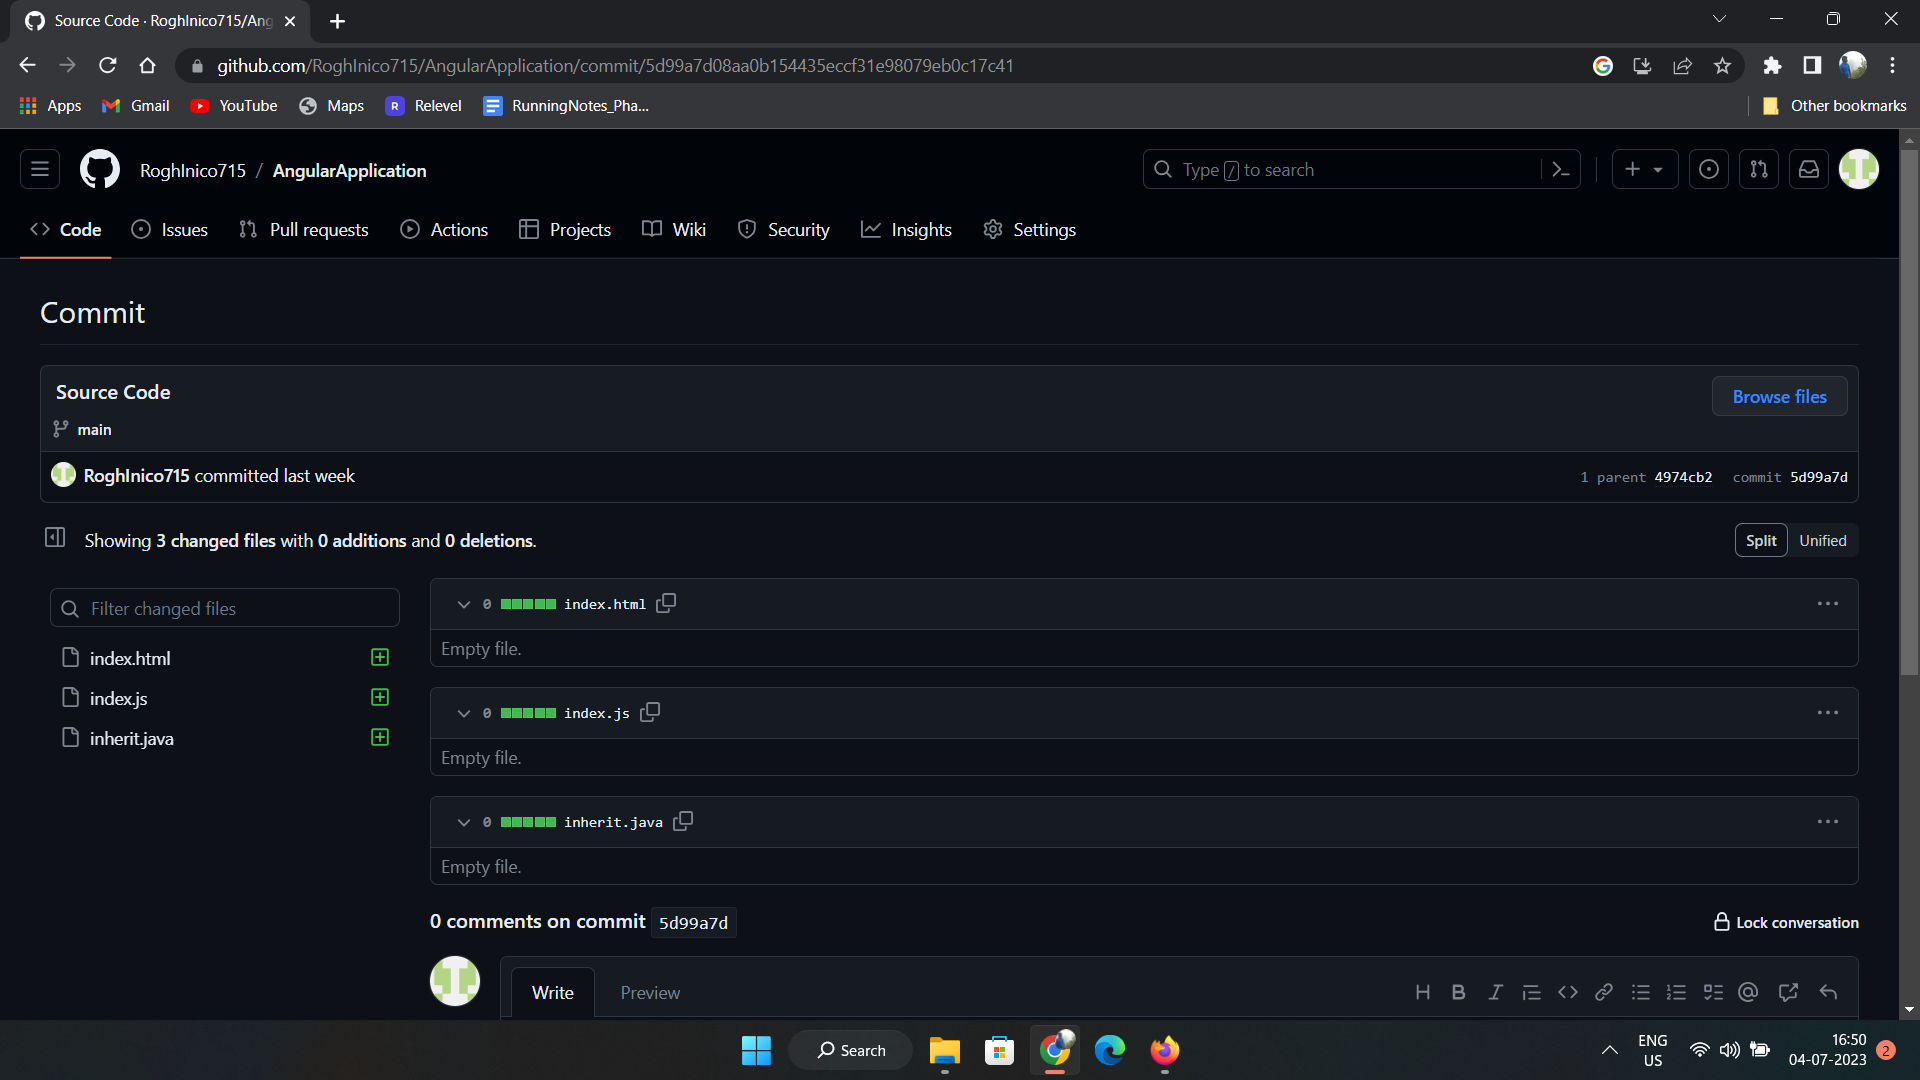 Source Code · RoghInico715/Ang
github.com/RoghInico715/AngularApplication/commit/5d99a7d08aa0b154435eccf31e98079eb0c17c41
Apps Gmail YouTube Maps R Relevel RunningNotes_Pha... Other bookmarks
RoghInico715 / AngularApplication Type / to search
Code Issues Pull requests Actions Projects Wiki Security Insights Settings
Commit
Source Code Browse files
main
RoghInico715 committed last week 1 parent 4974cb2 commit 5d99a7d
Showing 3 changed files with 0 additions and 0 deletions. Split Unified
Filter changed files
index.html
index.js
inherit.java
0 index.html
Empty file.
0 index.js
Empty file.
0 inherit.java
Empty file.
0 comments on commit 5d99a7d Lock conversation
Write Preview
Search
ENG
US
16:50
04-07-2023
2